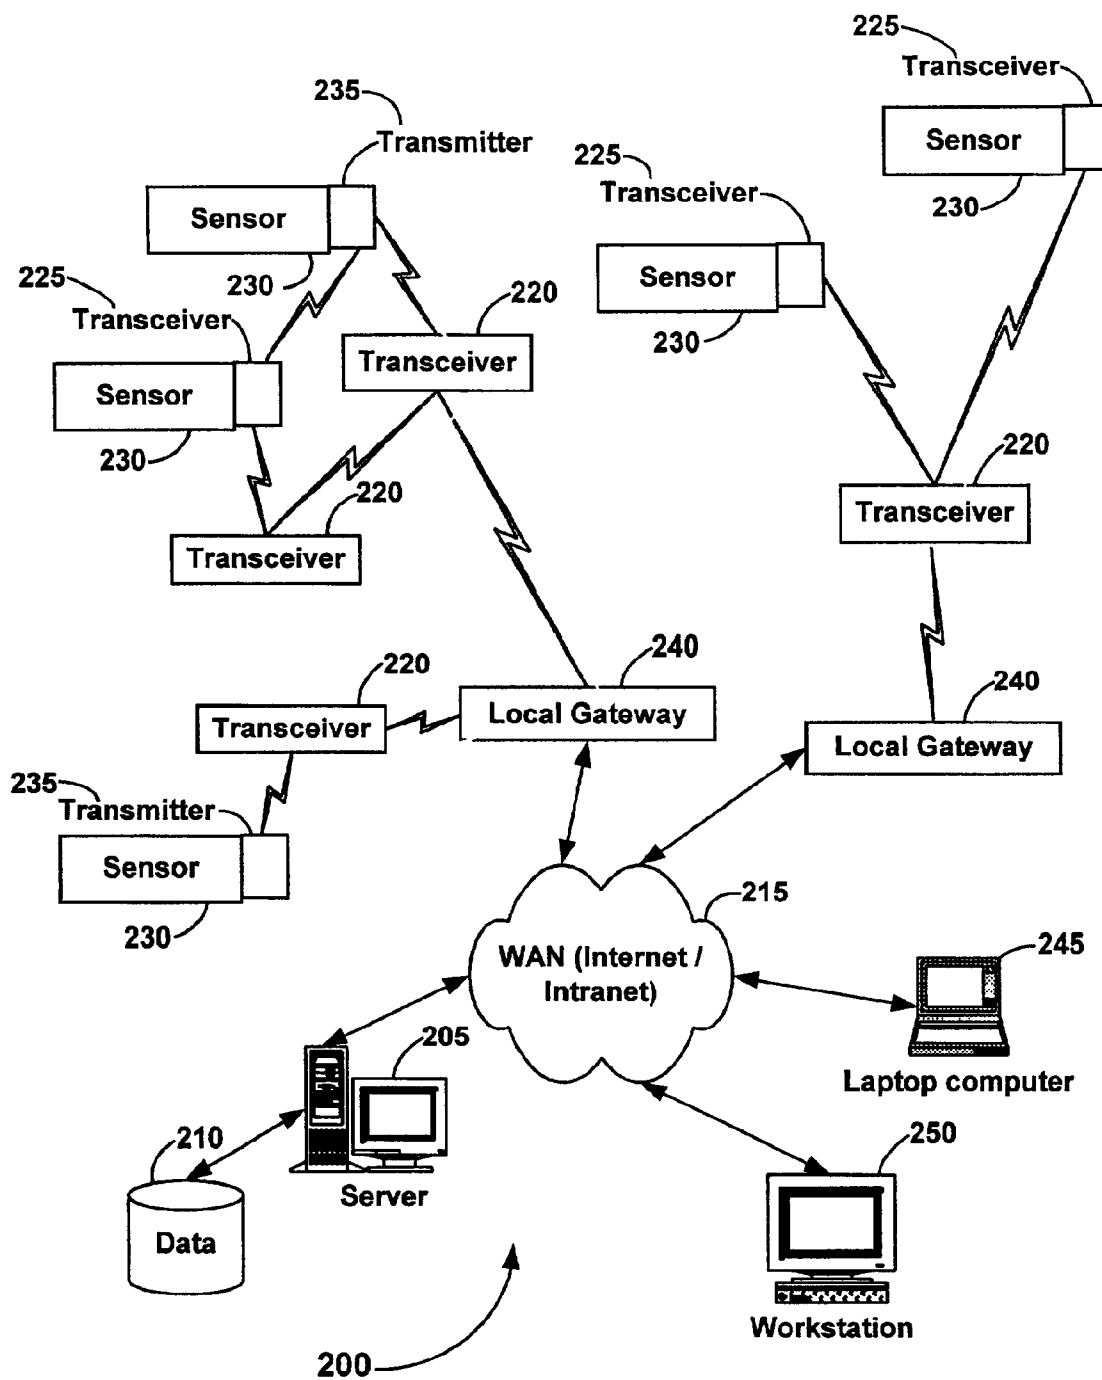 225
Transceiver
Sensor
230
235
Transmitter
Sensor
230
225
Transceiver
Sensor
230
225
Transceiver
Sensor
230
220
Transceiver
220
Transceiver
220
Transceiver
240
Local Gateway
220
Transceiver
240
Local Gateway
235
Transmitter
Sensor
230
215
WAN (Internet /
Intranet)
245
Laptop computer
205
Server
210
Data
250
Workstation
200